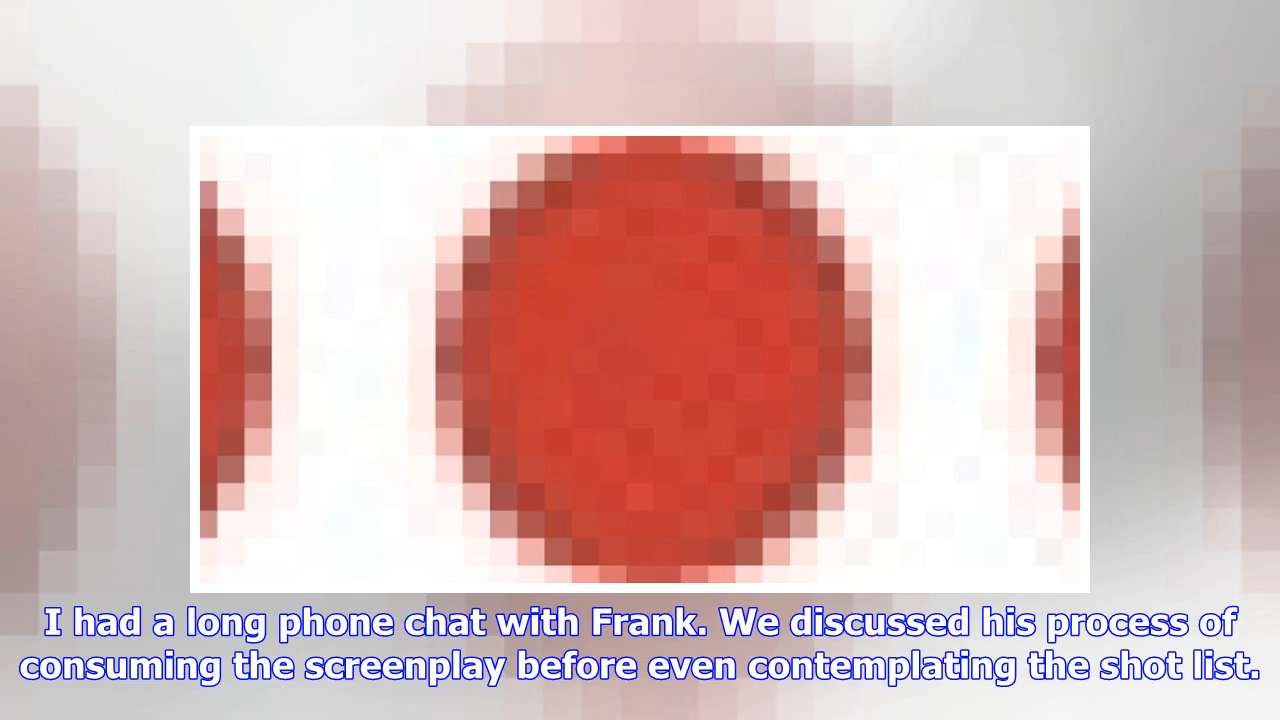 I had a long phone chat with Frank. We discussed his process of
consuming the screenplay before even contemplating the shot list.